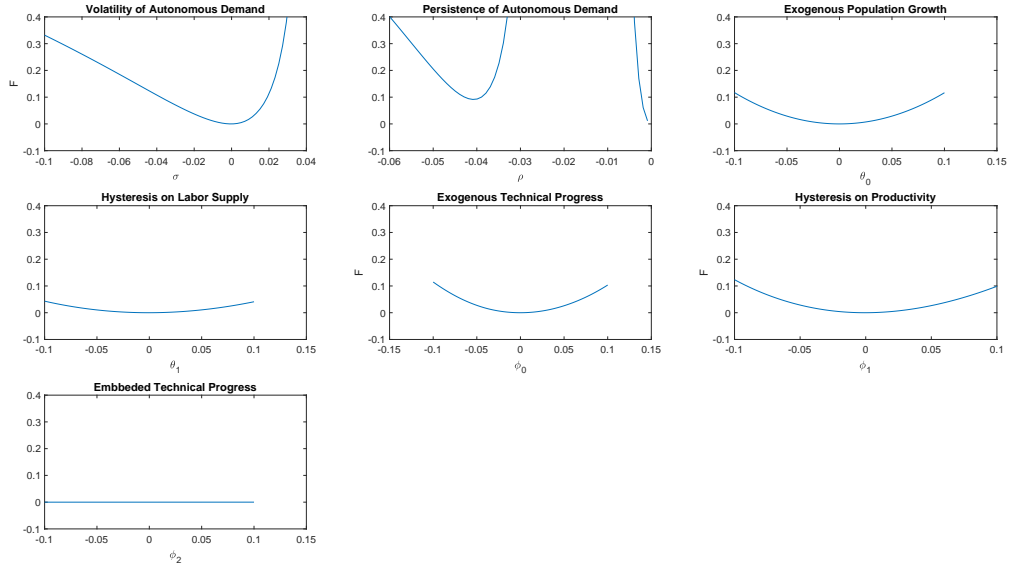 Volatility of Autonomous Demand
0.4
0.3
0.2
0.1
0
-0.1
F
-0.1 -0.08 -0.06 -0.04 -0.02 0 0.02 0.04
σ
Persistence of Autonomous Demand
0.4
0.3
0.2
0.1
0
-0.1
-0.06 -0.05 -0.04 -0.03 -0.02 -0.01 0
ρ
Exogenous Population Growth
0.4
0.3
0.2
0.1
0
-0.1
-0.1 -0.05 0 0.05 0.1 0.15
θ0
Hysteresis on Labor Supply
0.4
0.3
0.2
0.1
0
-0.1
-0.1 -0.05 0 0.05 0.1 0.15
θ1
Exogenous Technical Progress
0.4
0.3
0.2
0.1
0
-0.1
F
-0.15 -0.1 -0.05 0 0.05 0.1 0.15
ϕ0
Hysteresis on Productivity
0.4
0.3
0.2
0.1
0
-0.1
F
-0.1 -0.05 0 0.05 0.1
ϕ1
Embbeded Technical Progress
0.4
0.3
0.2
0.1
0
-0.1
-0.1 -0.05 0 0.05 0.1 0.15
ϕ2